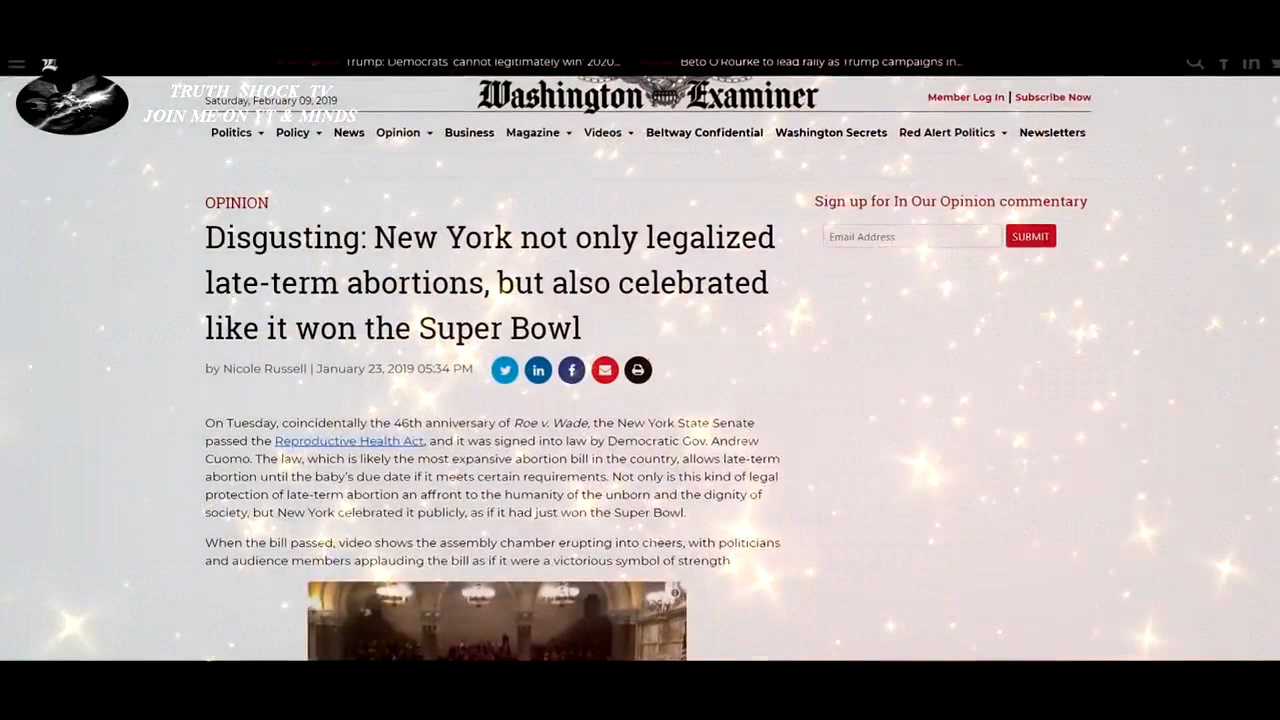 Trump: Democrats 'cannot legitimately win' 2020...
Beto O'Rourke to lead rally as Trump campaigns in...
TRUTH SHOCK TV
JOIN ME ON YT & MINDS
Saturday, February 09, 2019
Washington Examiner
Member Log In | Subscribe Now
Politics Policy News Opinion Business Magazine Videos Beltway Confidential Washington Secrets Red Alert Politics Newsletters
OPINION
Disgusting: New York not only legalized
late-term abortions, but also celebrated
like it won the Super Bowl
by Nicole Russell | January 23, 2019 05:34 PM
Sign up for In Our Opinion commentary
Email Address
SUBMIT
On Tuesday, coincidentally the 46th anniversary of Roe v. Wade, the New York State Senate
passed the Reproductive Health Act, and it was signed into law by Democratic Gov. Andrew
Cuomo. The law, which is likely the most expansive abortion bill in the country, allows late-term
abortion until the baby's due date if it meets certain requirements. Not only is this kind of legal
protection of late-term abortion an affront to the humanity of the unborn and the dignity of
society, but New York celebrated it publicly, as if it had just won the Super Bowl.
When the bill passed, video shows the assembly chamber erupting into cheers, with politicians
and audience members applauding the bill as if it were a victorious symbol of strength